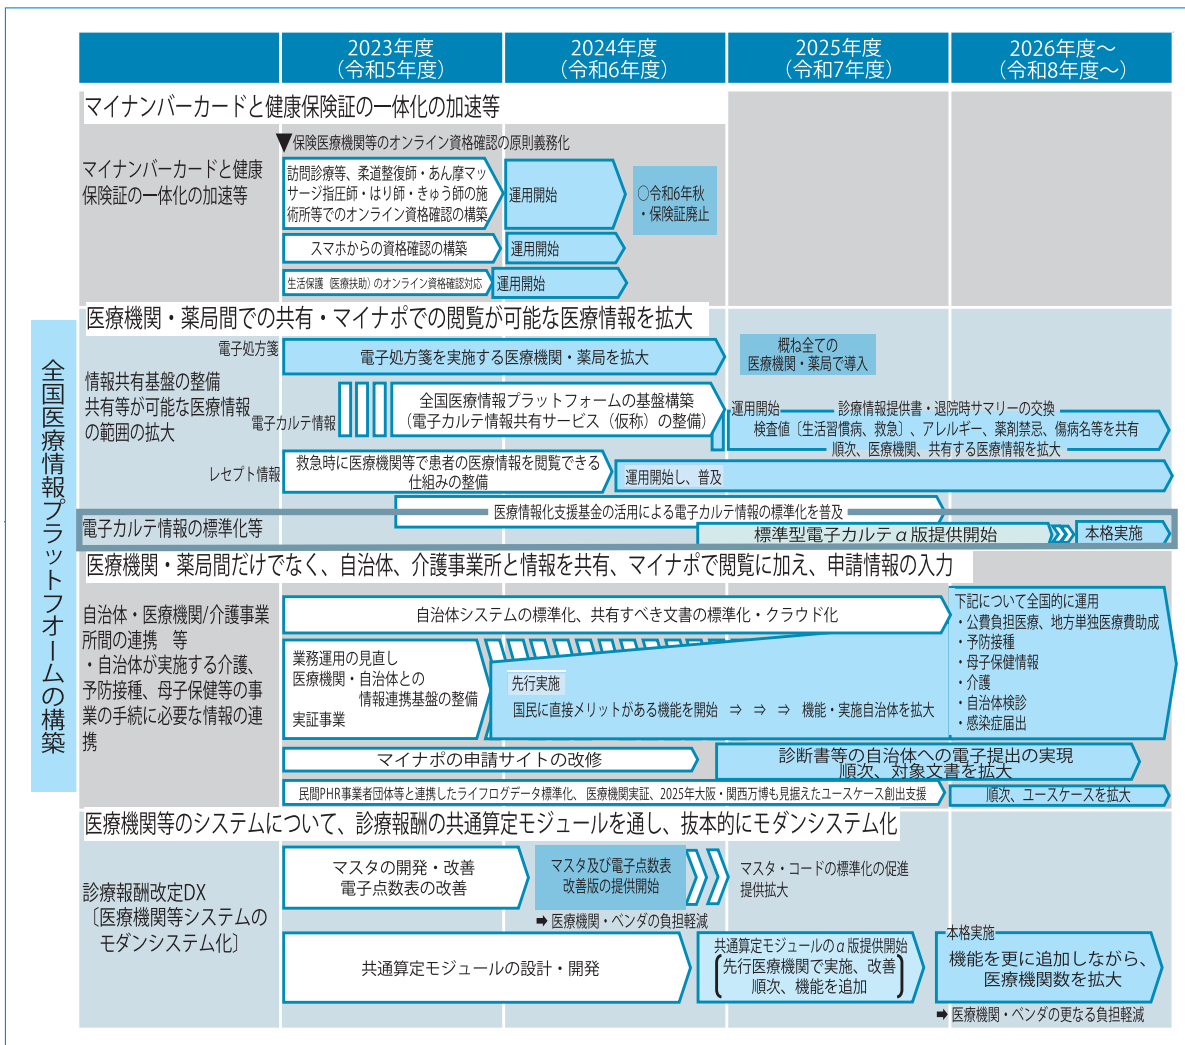 2023年度
(令和5年度)
2024年度
(令和6年度)
2025年度
(令和7年度)
2026年度～
(令和8年度～)
マイナンバーカードと健康保険証の一体化の加速等
▼保険医療機関等のオンライン資格確認の原則義務化
マイナンバーカードと健康
保険証の一体化の加速等
訪問診療等、柔道整復師・あん摩マッ
サージ指圧師・はり師・きゅう師の施
術所等でのオンライン資格確認の構築
運用開始
○令和6年秋
・保険証廃止
スマホからの資格確認の構築
運用開始
生活保護（医療扶助）のオンライン資格確認対応
運用開始
全国医療情報プラットフォームの構築
医療機関・薬局間での共有・マイナポでの閲覧が可能な医療情報を拡大
電子処方箋
電子処方箋を実施する医療機関・薬局を拡大
概ね全ての
医療機関・薬局で導入
情報共有基盤の整備
共有等が可能な医療情報
の範囲の拡大
電子カルテ情報
全国医療情報プラットフォームの基盤構築
（電子カルテ情報共有サービス（仮称）の整備）
運用開始
診療情報提供書・退院時サマリーの交換
検査値〔生活習慣病、救急〕、アレルギー、薬剤禁忌、傷病名等を共有
順次、医療機関、共有する医療情報を拡大
レセプト情報
救急時に医療機関等で患者の医療情報を閲覧できる
仕組みの整備
運用開始し、普及
電子カルテ情報の標準化等
医療情報化支援基金の活用による電子カルテ情報の標準化を普及
標準型電子カルテα版提供開始
本格実施
医療機関・薬局間だけでなく、自治体、介護事業所と情報を共有、マイナポで閲覧に加え、申請情報の入力
自治体・医療機関/介護事業
所間の連携　等
・自治体が実施する介護、
予防接種、母子保健等の事
業の手続に必要な情報の連
携
自治体システムの標準化、共有すべき文書の標準化・クラウド化
業務運用の見直し
医療機関・自治体との
情報連携基盤の整備
実証事業
先行実施
国民に直接メリットがある機能を開始　⇒　⇒　⇒　機能・実施自治体を拡大
下記について全国的に運用
・公費負担医療、地方単独医療費助成
・予防接種
・母子保健情報
・介護
・自治体検診
・感染症届出
マイナポの申請サイトの改修
診断書等の自治体への電子提出の実現
順次、対象文書を拡大
民間PHR事業者団体等と連携したライフログデータ標準化、医療機関実証、2025年大阪・関西万博も見据えたユースケース創出支援
順次、ユースケースを拡大
医療機関等のシステムについて、診療報酬の共通算定モジュールを通し、抜本的にモダンシステム化
診療報酬改定DX
〔医療機関等システムの
モダンシステム化〕
マスタの開発・改善
電子点数表の改善
マスタ及び電子点数表
改善版の提供開始
マスタ・コードの標準化の促進
提供拡大
➡ 医療機関・ベンダの負担軽減
共通算定モジュールの設計・開発
共通算定モジュールのα版提供開始
先行医療機関で実施、改善
順次、機能を追加
本格実施
機能を更に追加しながら、
医療機関数を拡大
➡ 医療機関・ベンダの更なる負担軽減